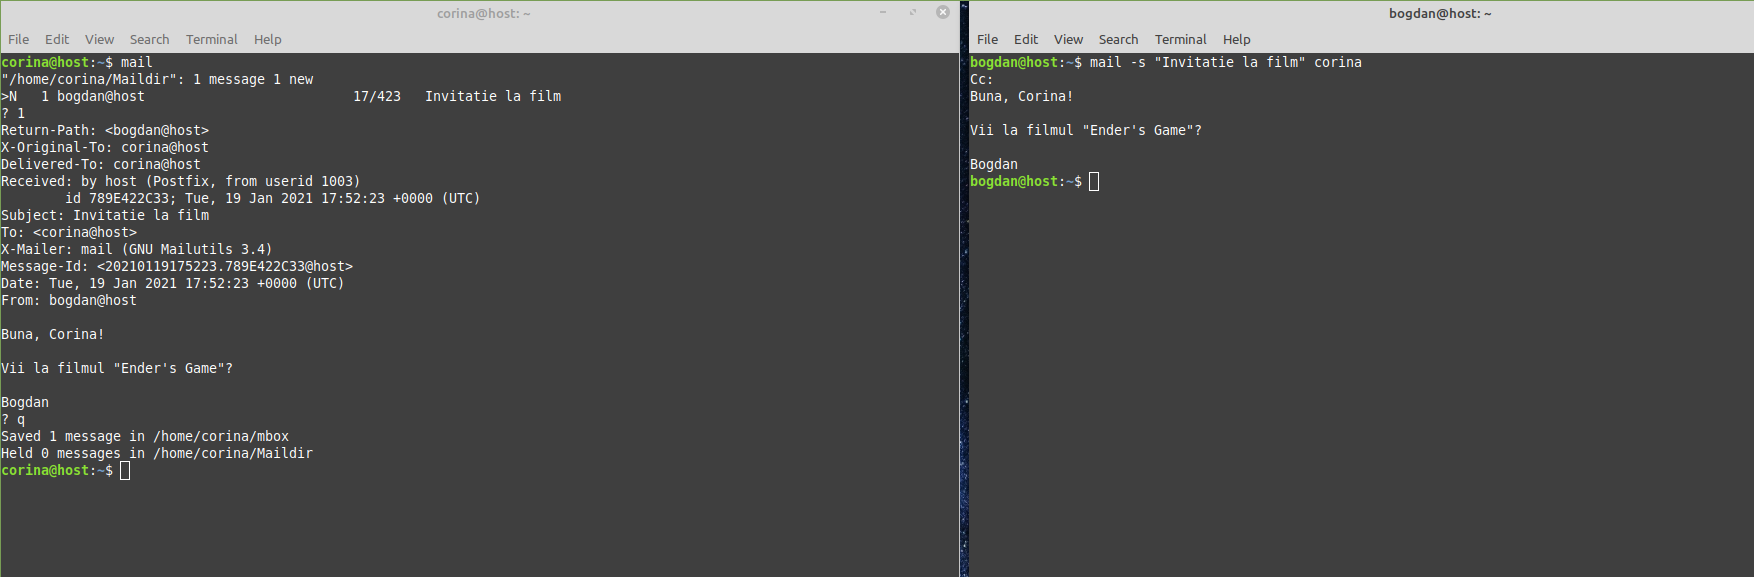 corina@host: ~
File Edit View Search Terminal Help
corina@host:~$ mail
"/home/corina/Maildir": 1 message 1 new
>N   1 bogdan@host                          17/423   Invitatie la film
? 1
Return-Path: <bogdan@host>
X-Original-To: corina@host
Delivered-To: corina@host
Received: by host (Postfix, from userid 1003)
        id 789E422C33; Tue, 19 Jan 2021 17:52:23 +0000 (UTC)
Subject: Invitatie la film
To: <corina@host>
X-Mailer: mail (GNU Mailutils 3.4)
Message-Id: <20210119175223.789E422C33@host>
Date: Tue, 19 Jan 2021 17:52:23 +0000 (UTC)
From: bogdan@host

Buna, Corina!

Vii la filmul "Ender's Game"?

Bogdan
? q
Saved 1 message in /home/corina/mbox
Held 0 messages in /home/corina/Maildir
corina@host:~$
bogdan@host: ~
File Edit View Search Terminal Help
bogdan@host:~$ mail -s "Invitatie la film" corina
Cc:
Buna, Corina!

Vii la filmul "Ender's Game"?

Bogdan
bogdan@host:~$